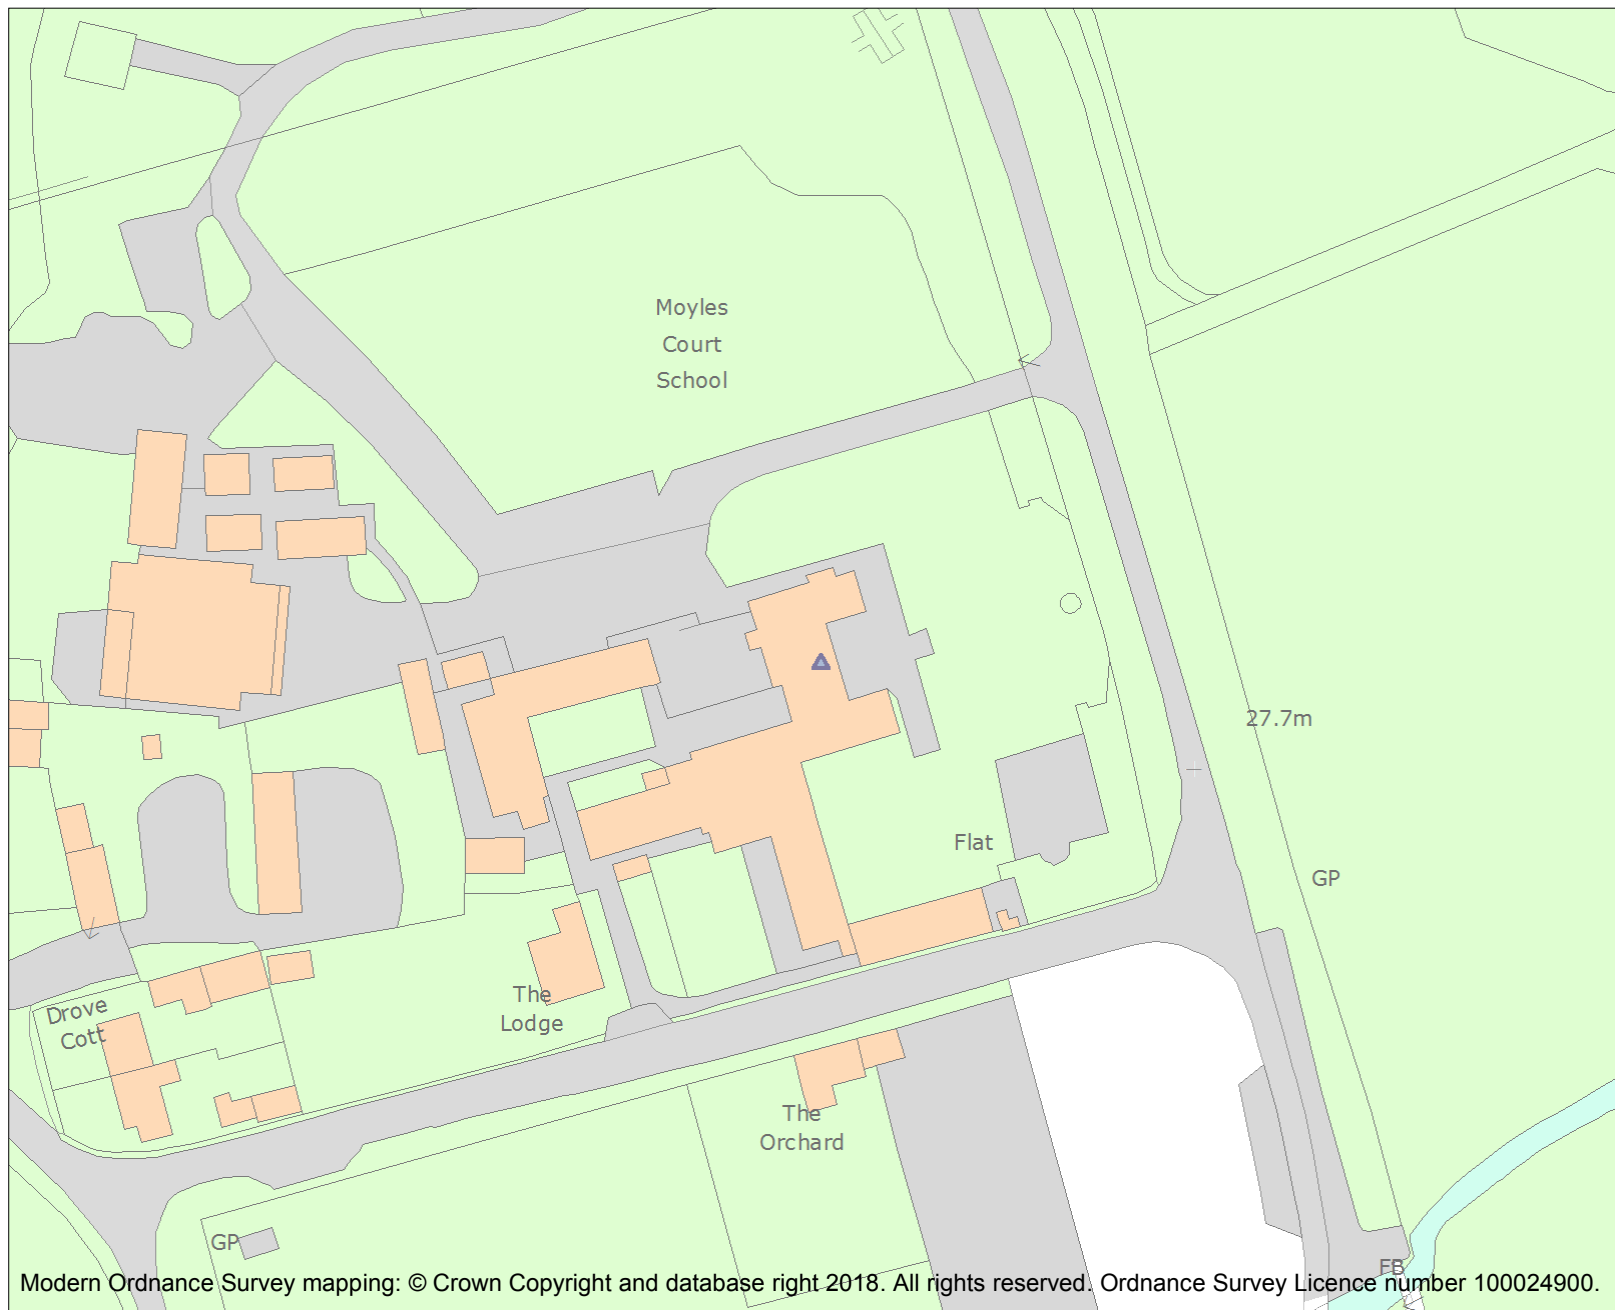 Moyles
Court
School
27.7m
Flat
GP
The
Lodge
Drove
Cott
The
Orchard
GP
FB
Modern Ordnance Survey mapping: © Crown Copyright and database right 2018. All rights reserved. Ordnance Survey Licence number 100024900.